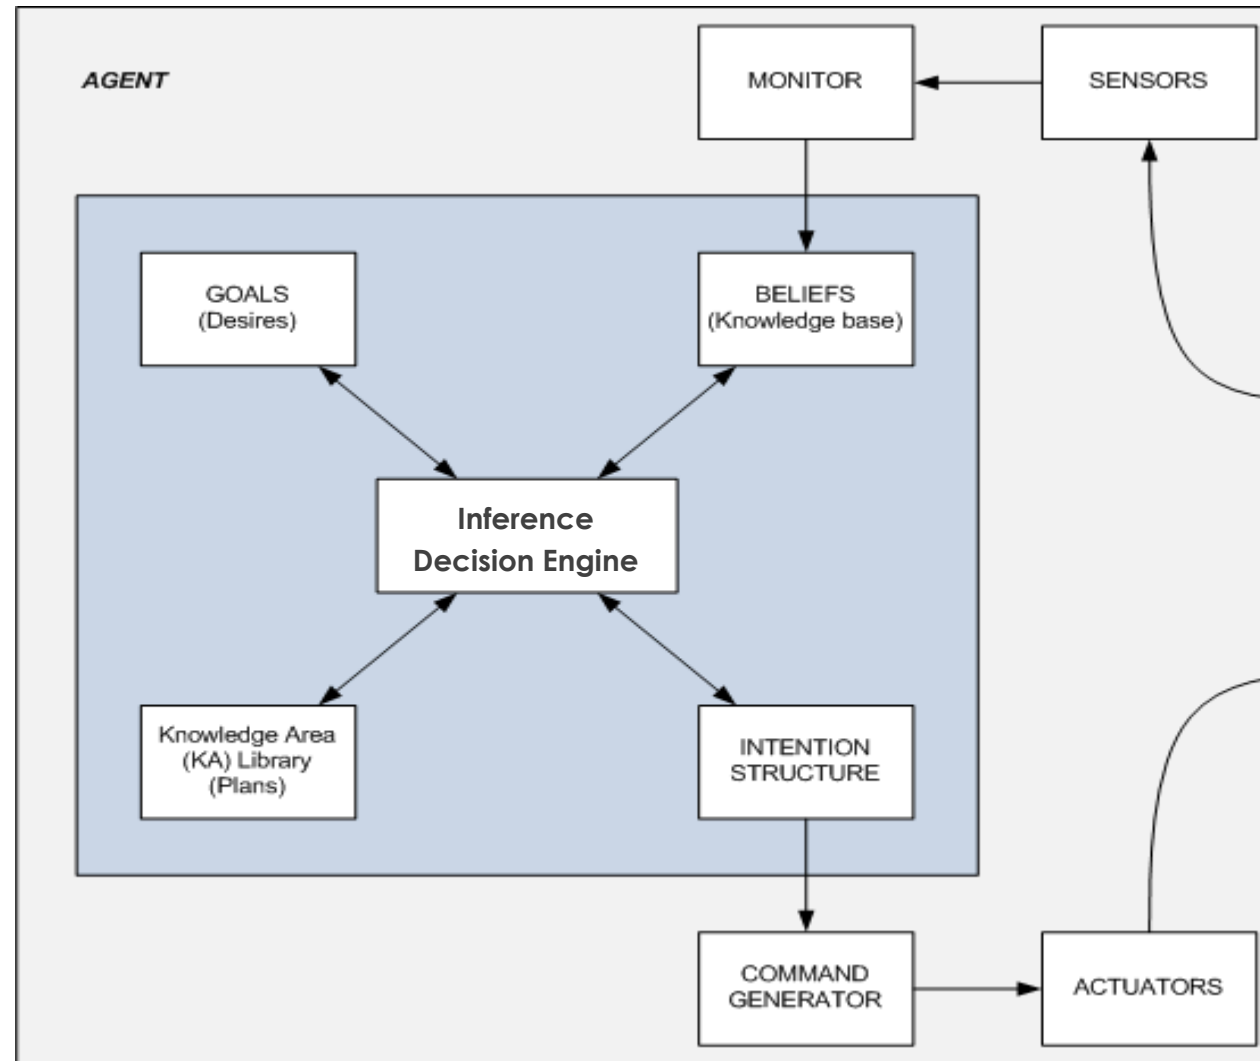 AGENT
MONITOR
SENSORS
GOALS
(Desires)
BELIEFS
(Knowledge base)
Inference
Decision Engine
Knowledge Area
(KA) Library
(Plans)
INTENTION
STRUCTURE
COMMAND
GENERATOR
ACTUATORS